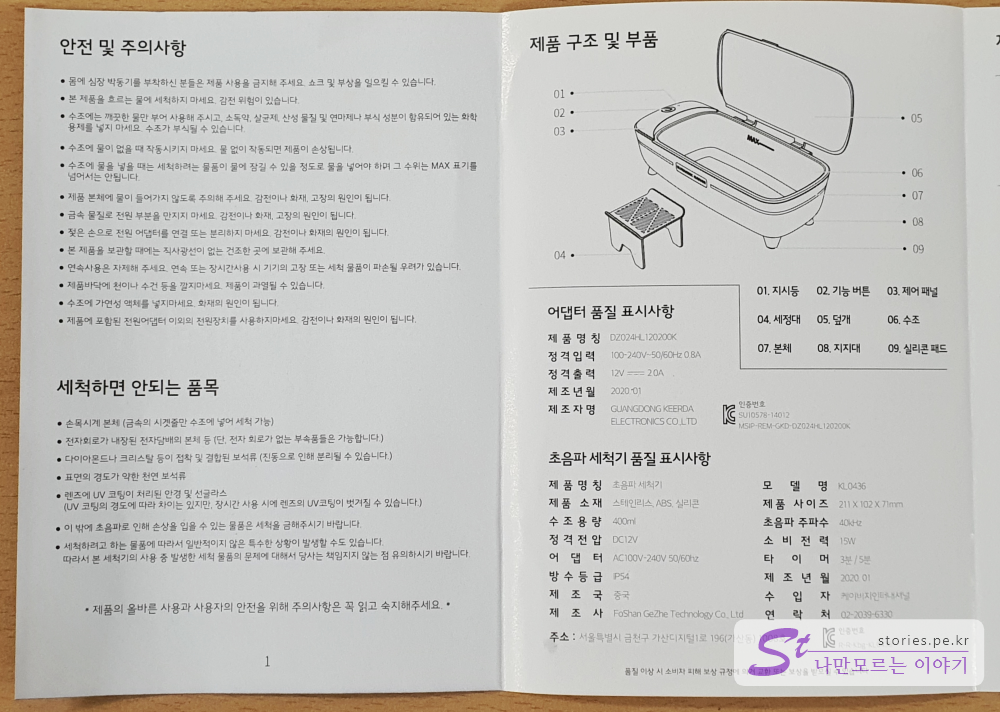 안전 및 주의사항
• 몸에 심장 박동기를 부착하신 분들은 제품 사용을 금지해 주세요. 쇼크 및 부상을 일으킬 수 있습니다.
• 본 제품을 흐르는 물에 세척하지 마세요. 감전 위험이 있습니다.
• 수조에는 깨끗한 물만 부어 사용해 주시고, 소독약, 살균제, 산성 물질 및 연마제나 부식 성분이 함유되어 있는 화학
용제를 넣지 마세요. 수조가 부식될 수 있습니다.
• 수조에 물이 없을 때 작동시키지 마세요. 물 없이 작동되면 제품이 손상됩니다.
• 수조에 물을 넣을 때는 세척하려는 물품이 물에 잠길 수 있을 정도로 물을 넣어야 하며 그 수위는 MAX 표기를
넘어서는 안됩니다.
• 제품 본체에 물이 들어가지 않도록 주의해 주세요. 감전이나 화재, 고장의 원인이 됩니다.
• 금속 물질로 전원 부분을 만지지 마세요. 감전이나 화재, 고장의 원인이 됩니다.
• 젖은 손으로 전원 어댑터를 연결 또는 분리하지 마세요. 감전이나 화재의 원인이 됩니다.
• 본 제품을 보관할 때에는 직사광선이 없는 건조한 곳에 보관해 주세요.
• 연속사용은 자제해 주세요. 연속 또는 장시간사용 시 기기의 고장 또는 세척 물품이 파손될 우려가 있습니다.
• 제품바닥에 천이나 수건 등을 깔지마세요. 제품이 과열될 수 있습니다.
• 수조에 가연성 액체를 넣지마세요. 화재의 원인이 됩니다.
• 제품에 포함된 전원어댑터 이외의 전원장치를 사용하지마세요. 감전이나 화재의 원인이 됩니다.
세척하면 안되는 품목
• 손목시계 본체 (금속의 시곗줄만 수조에 넣어 세척 가능)
• 전자회로가 내장된 전자담배의 본체 등 (단, 전자 회로가 없는 부속품들은 가능합니다.)
• 다이아몬드나 크리스탈 등이 접착 및 결합된 보석류 (진동으로 인해 분리될 수 있습니다.)
• 표면의 경도가 약한 천연 보석류
• 렌즈에 UV 코팅이 처리된 안경 및 선글라스
(UV 코팅의 경도에 따라 차이는 있지만, 장시간 사용 시에 렌즈의 UV코팅이 벗겨질 수 있습니다.)
• 이 밖에 초음파로 인해 손상을 입을 수 있는 물품은 세척을 금해주시기 바랍니다.
• 세척하려고 하는 물품에 따라서 일반적이지 않은 특수한 상황이 발생할 수도 있습니다.
따라서 본 세척기의 사용 중 발생한 세척 물품의 문제에 대해서 당사는 책임지지 않는 점 유의하시기 바랍니다.
* 제품의 올바른 사용과 사용자의 안전을 위해 주의사항은 꼭 읽고 숙지해주세요. *
1
제품 구조 및 부품
01
02
03
04
MAX
05
06
07
08
09
01. 지시등 02. 기능 버튼 03. 제어 패널
04. 세정대 05. 덮개 06. 수조
07. 본체 08. 지지대 09. 실리콘 패드
어댑터 품질 표시사항
제품명칭 DZ024HL120200K
정격입력 100-240V~50/60Hz 0.8A
정격출력 12V ⎓ 2.0A
제조년월 2020-01
제조자명 GUANGDONG KEERDA
ELECTRONICS CO.,LTD
인증번호
SU10578-14012
MSIP-REM-GKD-DZ024HL120200K
초음파 세척기 품질 표시사항
제품명칭 초음파 세척기 모델명 KL0436
제품 소재 스테인리스, ABS, 실리콘 제품 사이즈 211 X 102 X 71mm
수조용량 400ml 초음파 주파수 40kHz
정격전압 DC12V 소비전력 15W
어댑터 AC100V-240V 50/60hz 타이머 3분 / 5분
방수등급 IPS4 제조년월 2020. 01
제조국 중국 수입자 케이비지인터내셔널
제조사 FoShan GeZhe Technology Co., Ltd 연락처 02-2039-6330
주소 : 서울특별시 금천구 가산디지털1로 196(가산동)
인증번호
품질 이상 시 소비자 피해 보상 규정에
St stories.pe.kr
나만모르는 이야기